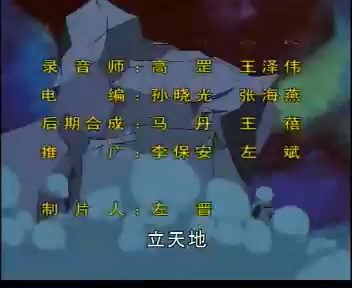 录音师：高罡 王泽伟
电编：孙晓光 张海燕
后期合成：马丹 王蓓
推广：李保安 左斌
制片人：左晋
立天地